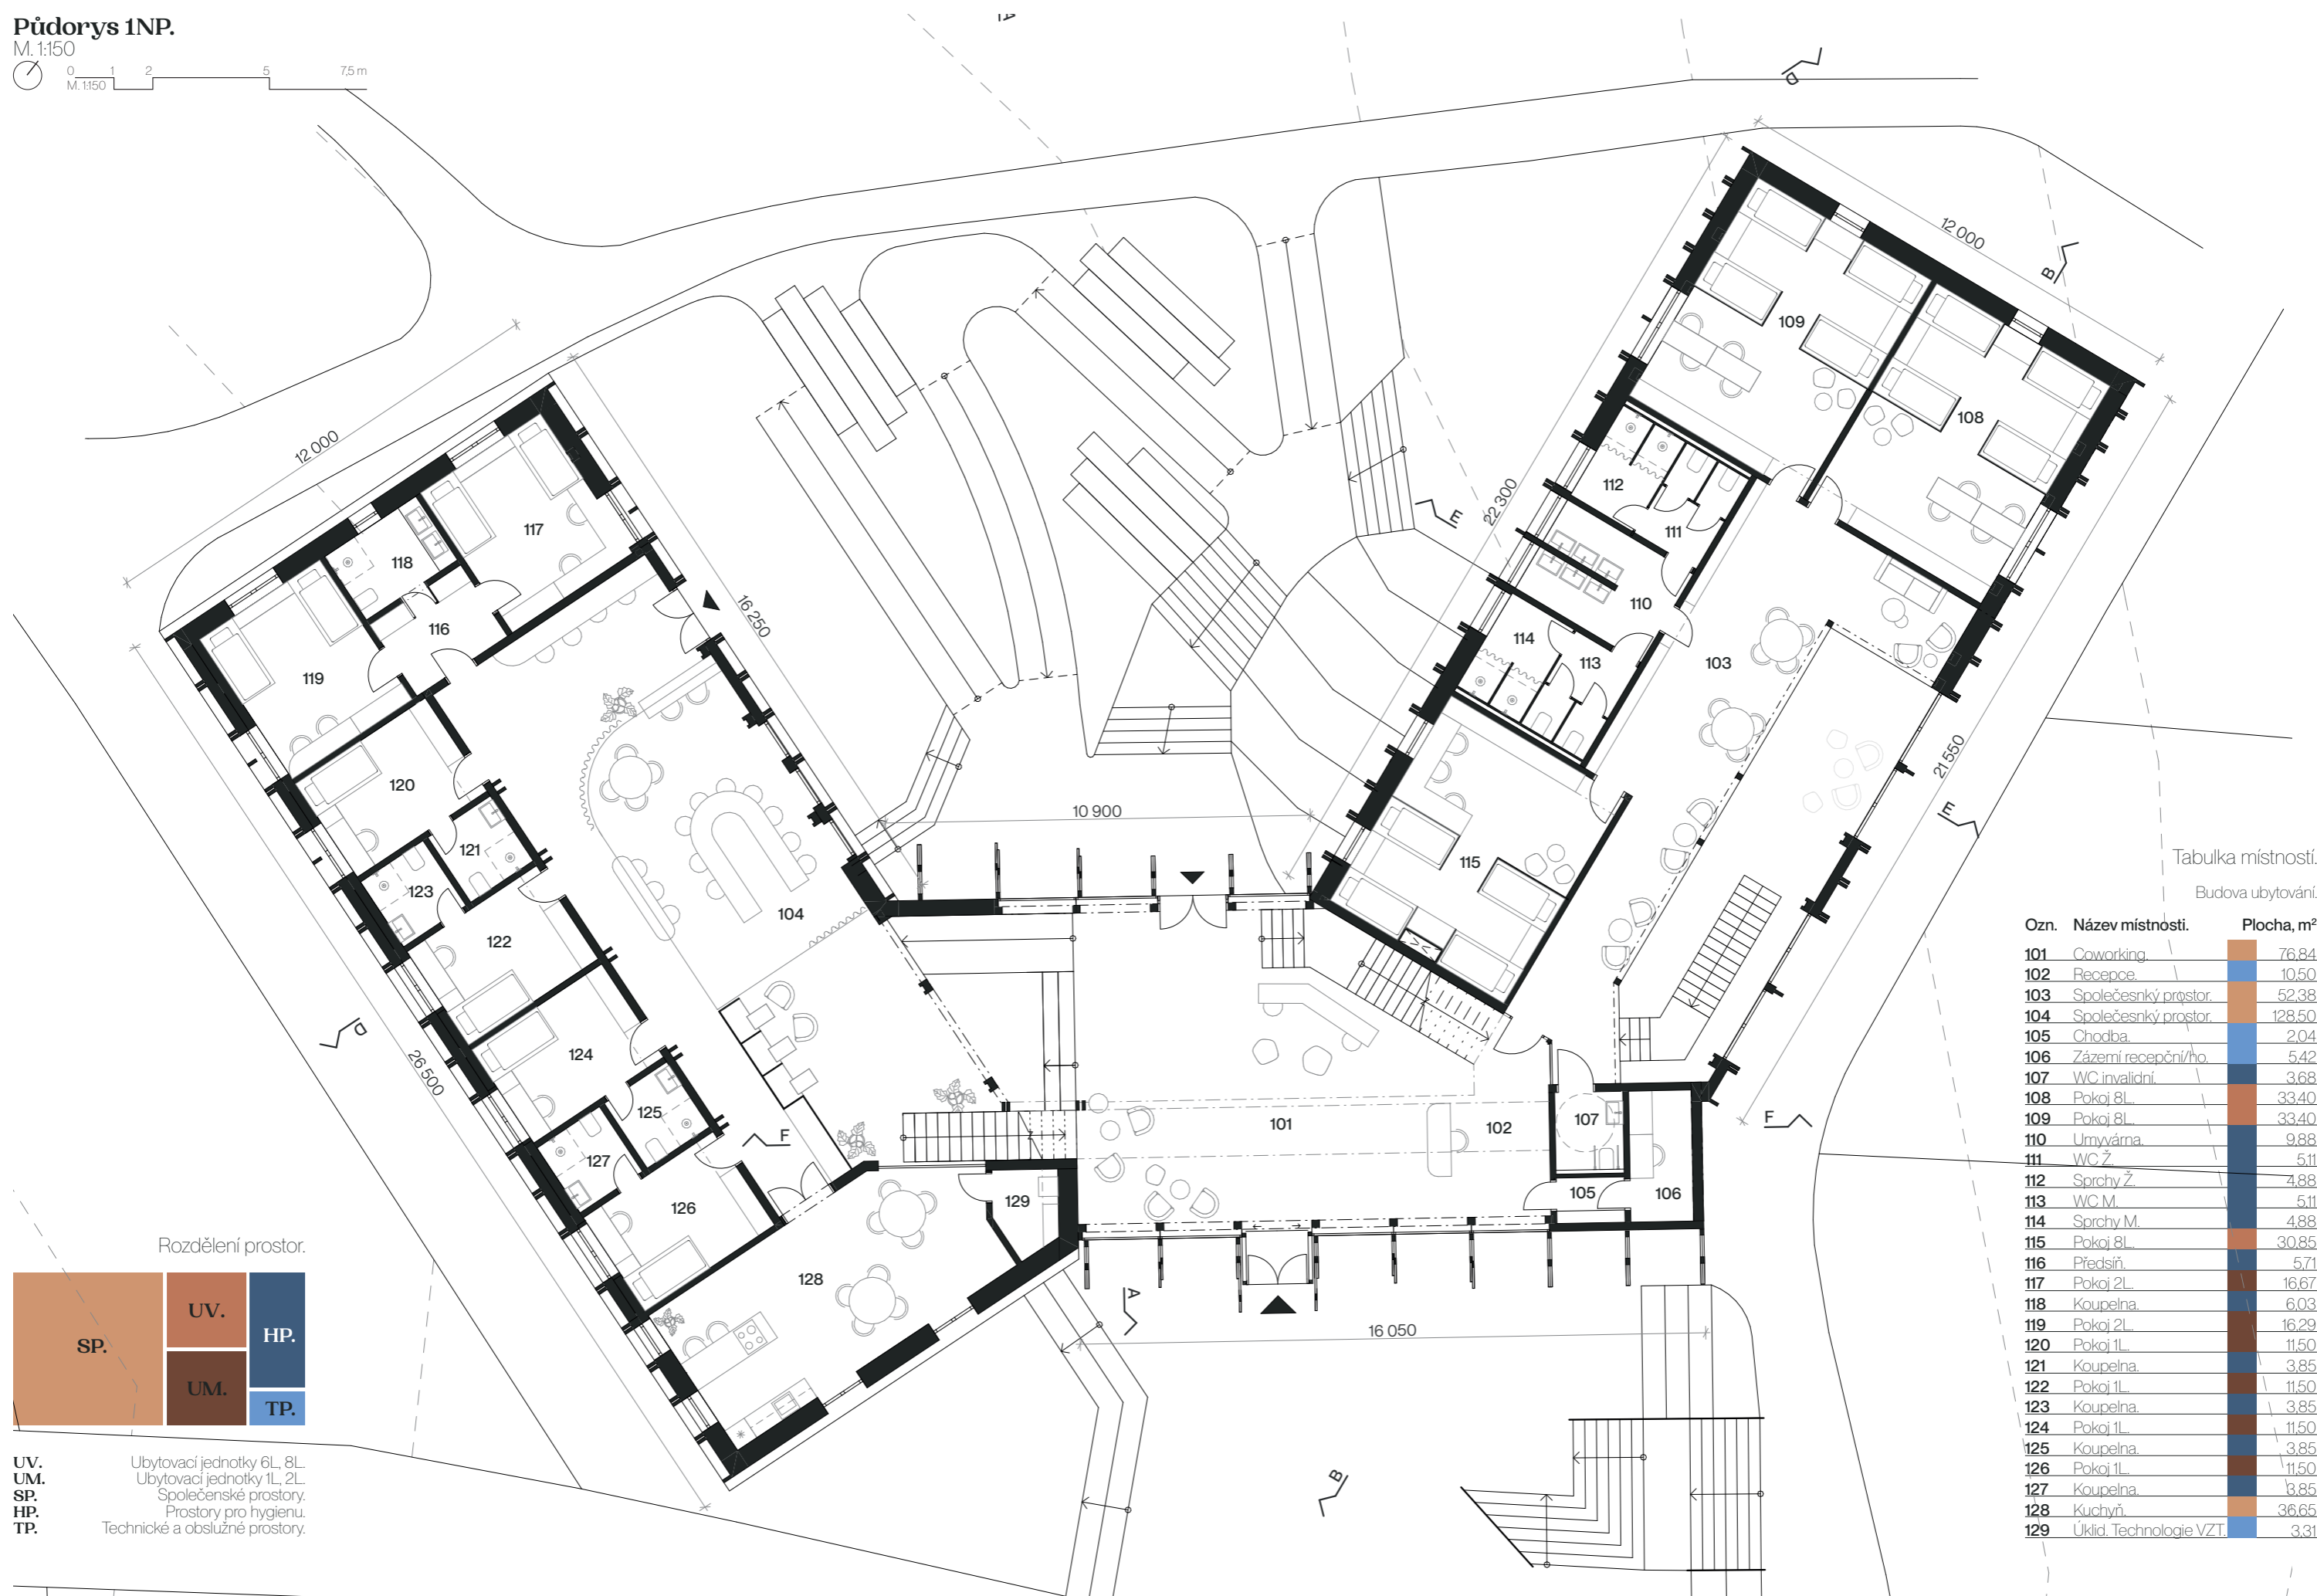 Půdorys 1NP.
M. 1:150
0 1 2 5 7,5 m
M. 1:150
A
D
12 000
B
109
108
12 000
22 300
E
112
117
111
118
110
16 250
116
114
113
103
119
21 550
120
10 900
E
121
115
123
104
122
D
124
26 500
125
101
102
107
F
F
127
105
106
129
126
128
A
16 050
B
Tabulka místností.
Budova ubytování.
Ozn. Název místnosti. Plocha, m²
101 Coworking. 76,84
102 Recepce. 10,50
103 Společesnký prostor. 52,38
104 Společesnký prostor. 128,50
105 Chodba. 2,04
106 Zázemí recepční/ho. 5,42
107 WC invalidní. 3,68
108 Pokoj 8L. 33,40
109 Pokoj 8L. 33,40
110 Umyvárna. 9,88
111 WC Ž. 5,11
112 Sprchy Ž. 4,88
113 WC M. 5,11
114 Sprchy M. 4,88
115 Pokoj 8L. 30,85
116 Předsíň. 5,71
117 Pokoj 2L. 16,67
118 Koupelna. 6,03
119 Pokoj 2L. 16,29
120 Pokoj 1L. 11,50
121 Koupelna. 3,85
122 Pokoj 1L. 11,50
123 Koupelna. 3,85
124 Pokoj 1L. 11,50
125 Koupelna. 3,85
126 Pokoj 1L. 11,50
127 Koupelna. 3,85
128 Kuchyň. 36,65
129 Úklid. Technologie VZT. 3,31
Rozdělení prostor.
SP.
UV.
HP.
UM.
TP.
UV. Ubytovací jednotky 6L, 8L.
UM. Ubytovací jednotky 1L, 2L.
SP. Společenské prostory.
HP. Prostory pro hygienu.
TP. Technické a obslužné prostory.